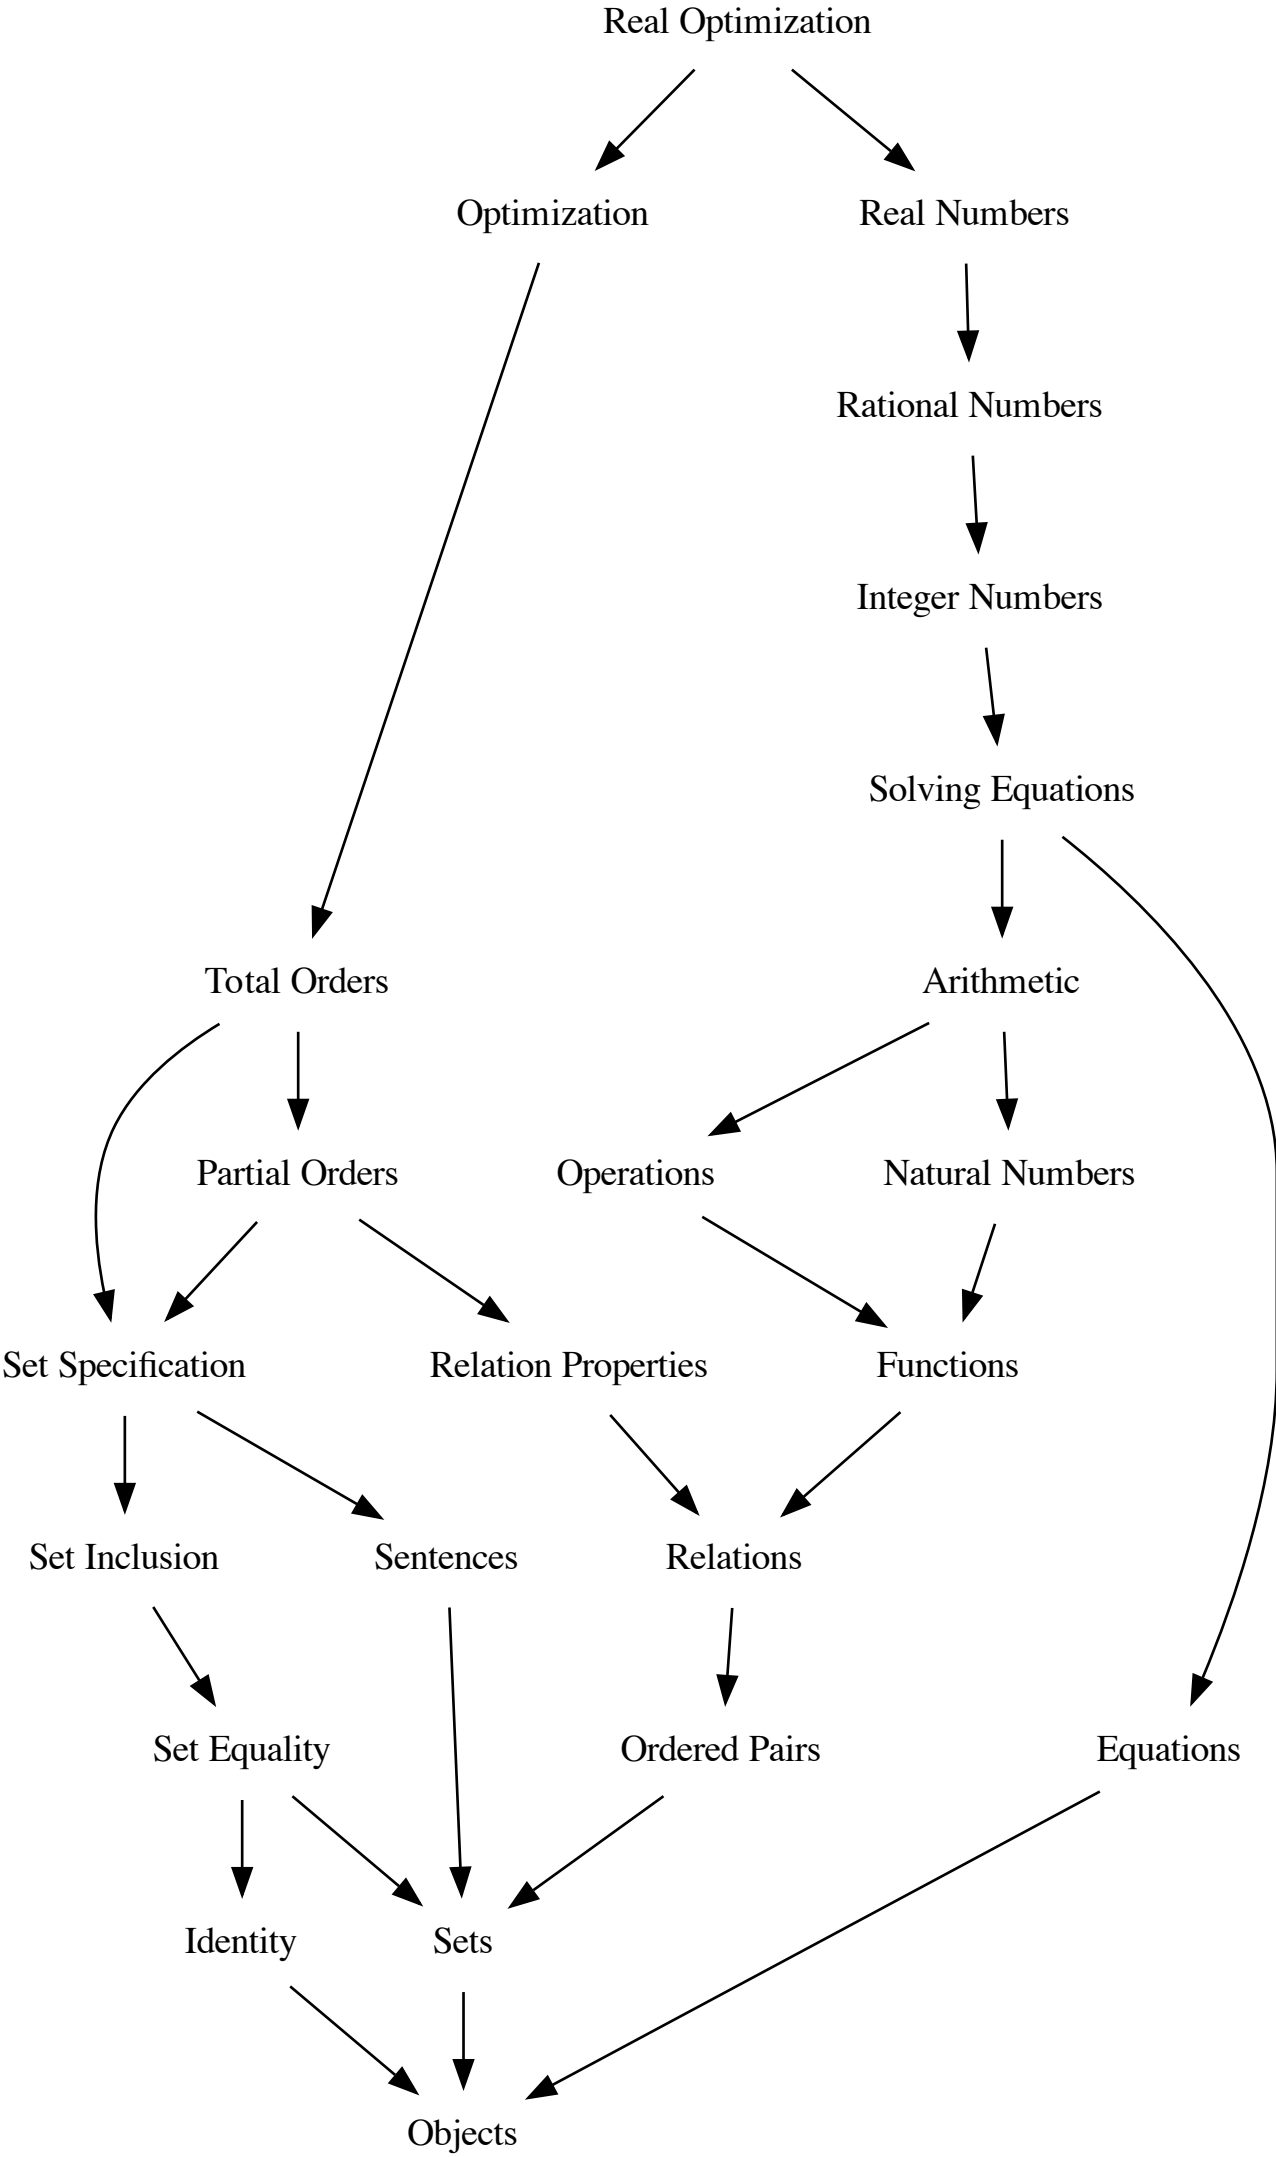 Real Optimization
Optimization
Real Numbers
Rational Numbers
Integer Numbers
Solving Equations
Total Orders
Arithmetic
Partial Orders
Operations
Natural Numbers
Set Specification
Relation Properties
Functions
Set Inclusion
Sentences
Relations
Set Equality
Ordered Pairs
Equations
Identity
Sets
Objects